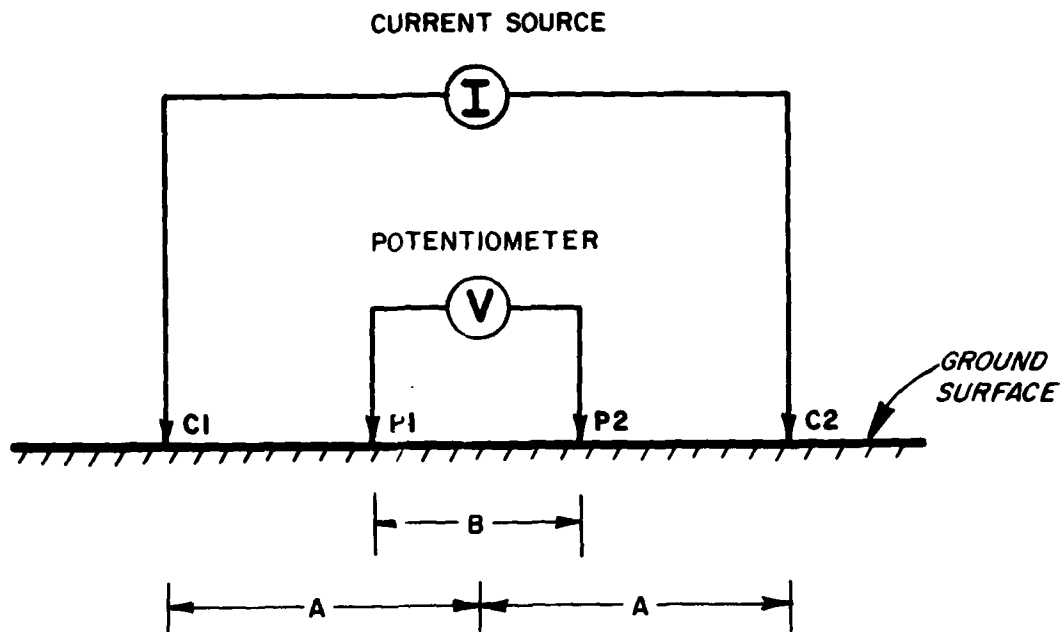 CURRENT SOURCE
I
POTENTIOMETER
V
GROUND
SURFACE
C1
P1
P2
C2
B
A
A